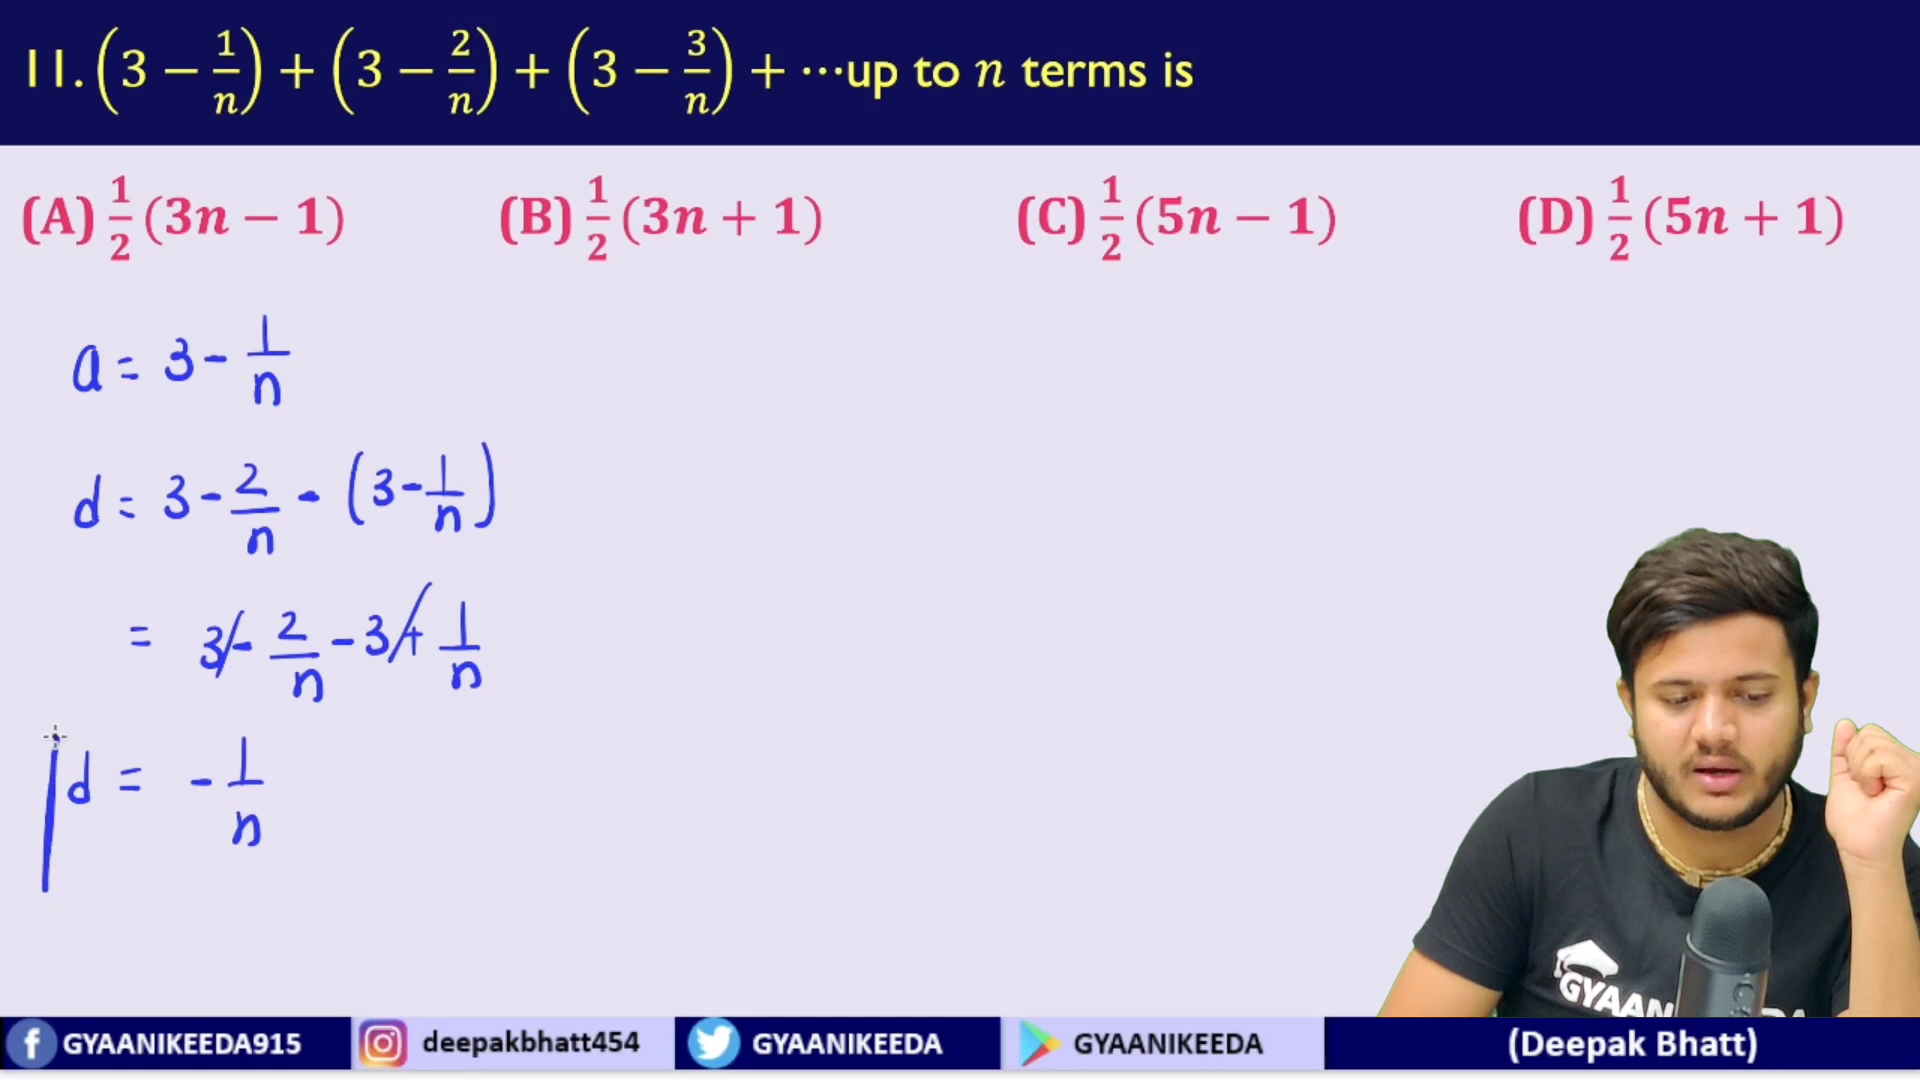 11. (3 − 1/n) + (3 − 2/n) + (3 − 3/n) + ⋯up to n terms is
(A) 1/2 (3n − 1) (B) 1/2 (3n + 1) (C) 1/2 (5n − 1) (D) 1/2 (5n + 1)
a = 3 - 1/n
d = 3 - 2/n - (3 - 1/n)
= 3 - 2/n - 3 + 1/n
d = - 1/n
GYAAN
GYAANIKEEDA915 deepakbhatt454 GYAANIKEEDA GYAANIKEEDA (Deepak Bhatt)